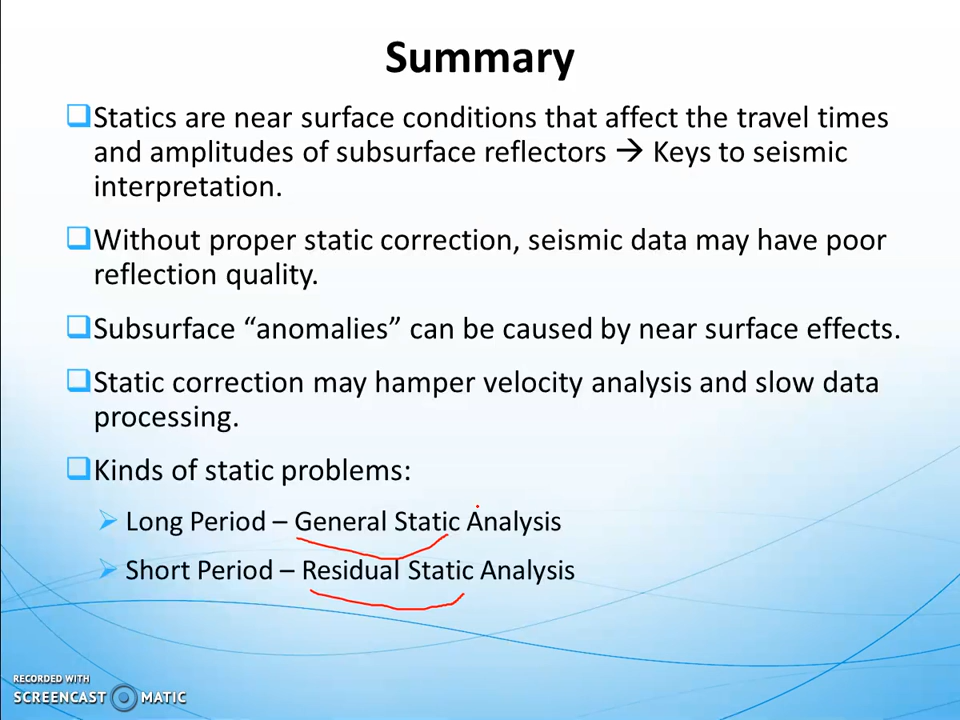 Summary
Statics are near surface conditions that affect the travel times
and amplitudes of subsurface reflectors → Keys to seismic
interpretation.
Without proper static correction, seismic data may have poor
reflection quality.
Subsurface “anomalies” can be caused by near surface effects.
Static correction may hamper velocity analysis and slow data
processing.
Kinds of static problems:
Long Period – General Static Analysis
Short Period – Residual Static Analysis
RECORDED WITH
SCREENCAST MATIC